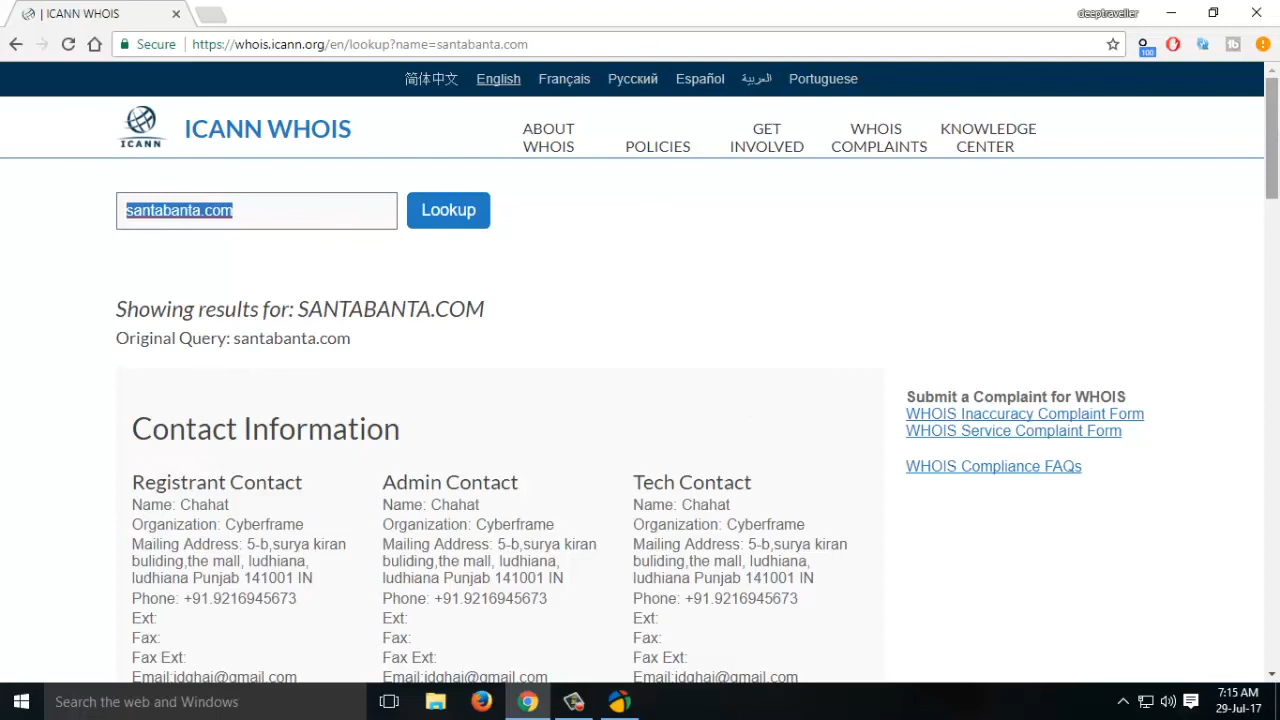 | ICANN WHOIS
deeptraveller
Secure | https://whois.icann.org/en/lookup?name=santabanta.com
100
简体中文 English Français Русский Español العربية Portuguese
ICANN
ICANN WHOIS
ABOUT WHOIS
POLICIES
GET INVOLVED
WHOIS COMPLAINTS
KNOWLEDGE CENTER
santabanta.com
Lookup
Showing results for: SANTABANTA.COM
Original Query: santabanta.com
Contact Information
Registrant Contact
Name: Chahat
Organization: Cyberframe
Mailing Address: 5-b,surya kiran
buliding,the mall, ludhiana,
ludhiana Punjab 141001 IN
Phone: +91.9216945673
Ext:
Fax:
Fax Ext:
Email:jdghai@gmail.com
Admin Contact
Name: Chahat
Organization: Cyberframe
Mailing Address: 5-b,surya kiran
buliding,the mall, ludhiana,
ludhiana Punjab 141001 IN
Phone: +91.9216945673
Ext:
Fax:
Fax Ext:
Email:jdghai@gmail.com
Tech Contact
Name: Chahat
Organization: Cyberframe
Mailing Address: 5-b,surya kiran
buliding,the mall, ludhiana,
ludhiana Punjab 141001 IN
Phone: +91.9216945673
Ext:
Fax:
Fax Ext:
Email:jdghai@gmail.com
Submit a Complaint for WHOIS
WHOIS Inaccuracy Complaint Form
WHOIS Service Complaint Form
WHOIS Compliance FAQs
Search the web and Windows
7:15 AM
29-Jul-17